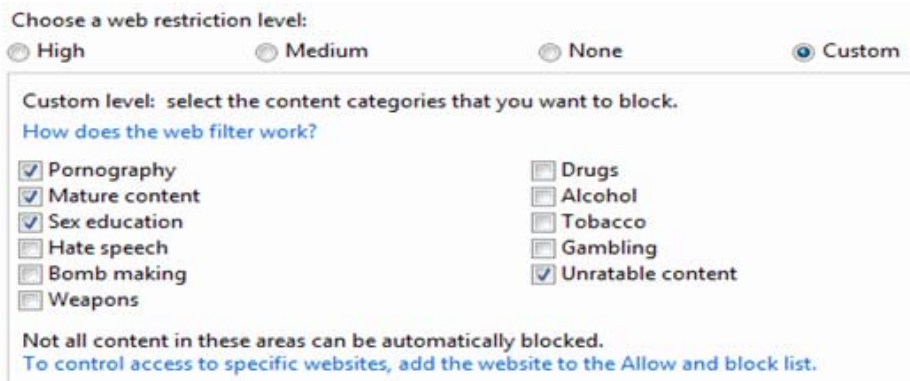 Choose a web restriction level:
High Medium None Custom
Custom level: select the content categories that you want to block.
How does the web filter work?
Pornography Drugs
Mature content Alcohol
Sex education Tobacco
Hate speech Gambling
Bomb making Unratable content
Weapons
Not all content in these areas can be automatically blocked.
To control access to specific websites, add the website to the Allow and block list.